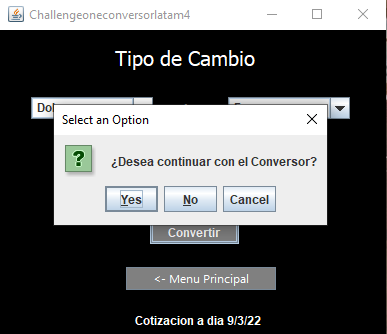 Challengeoneconversorlatam4
Tipo de Cambio
Select an Option
?
¿Desea continuar con el Conversor?
Yes No Cancel
Convertir
<- Menu Principal
Cotizacion a dia 9/3/22